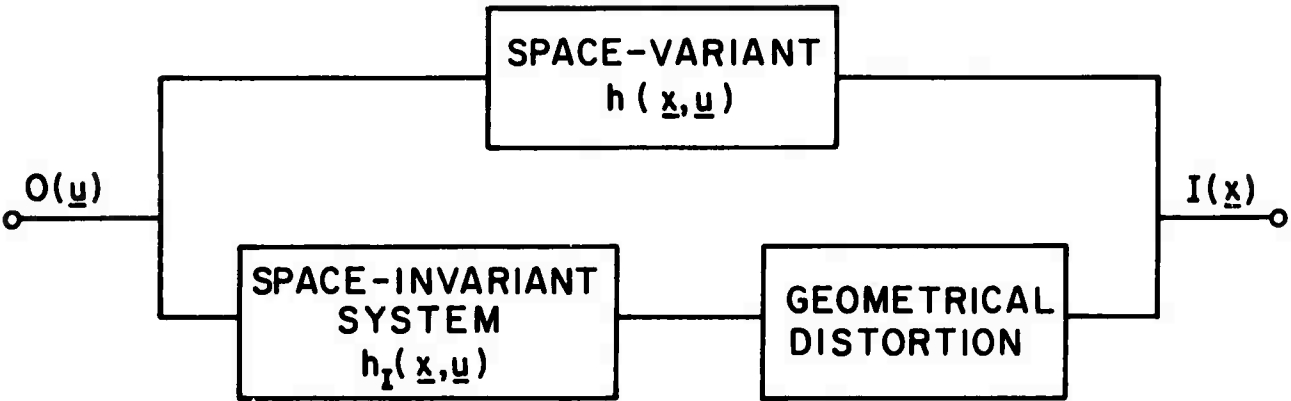 SPACE-VARIANT
h(x̲,u̲)
O(u̲)
I(x̲)
SPACE-INVARIANT
SYSTEM
h_I(x̲,u̲)
GEOMETRICAL
DISTORTION